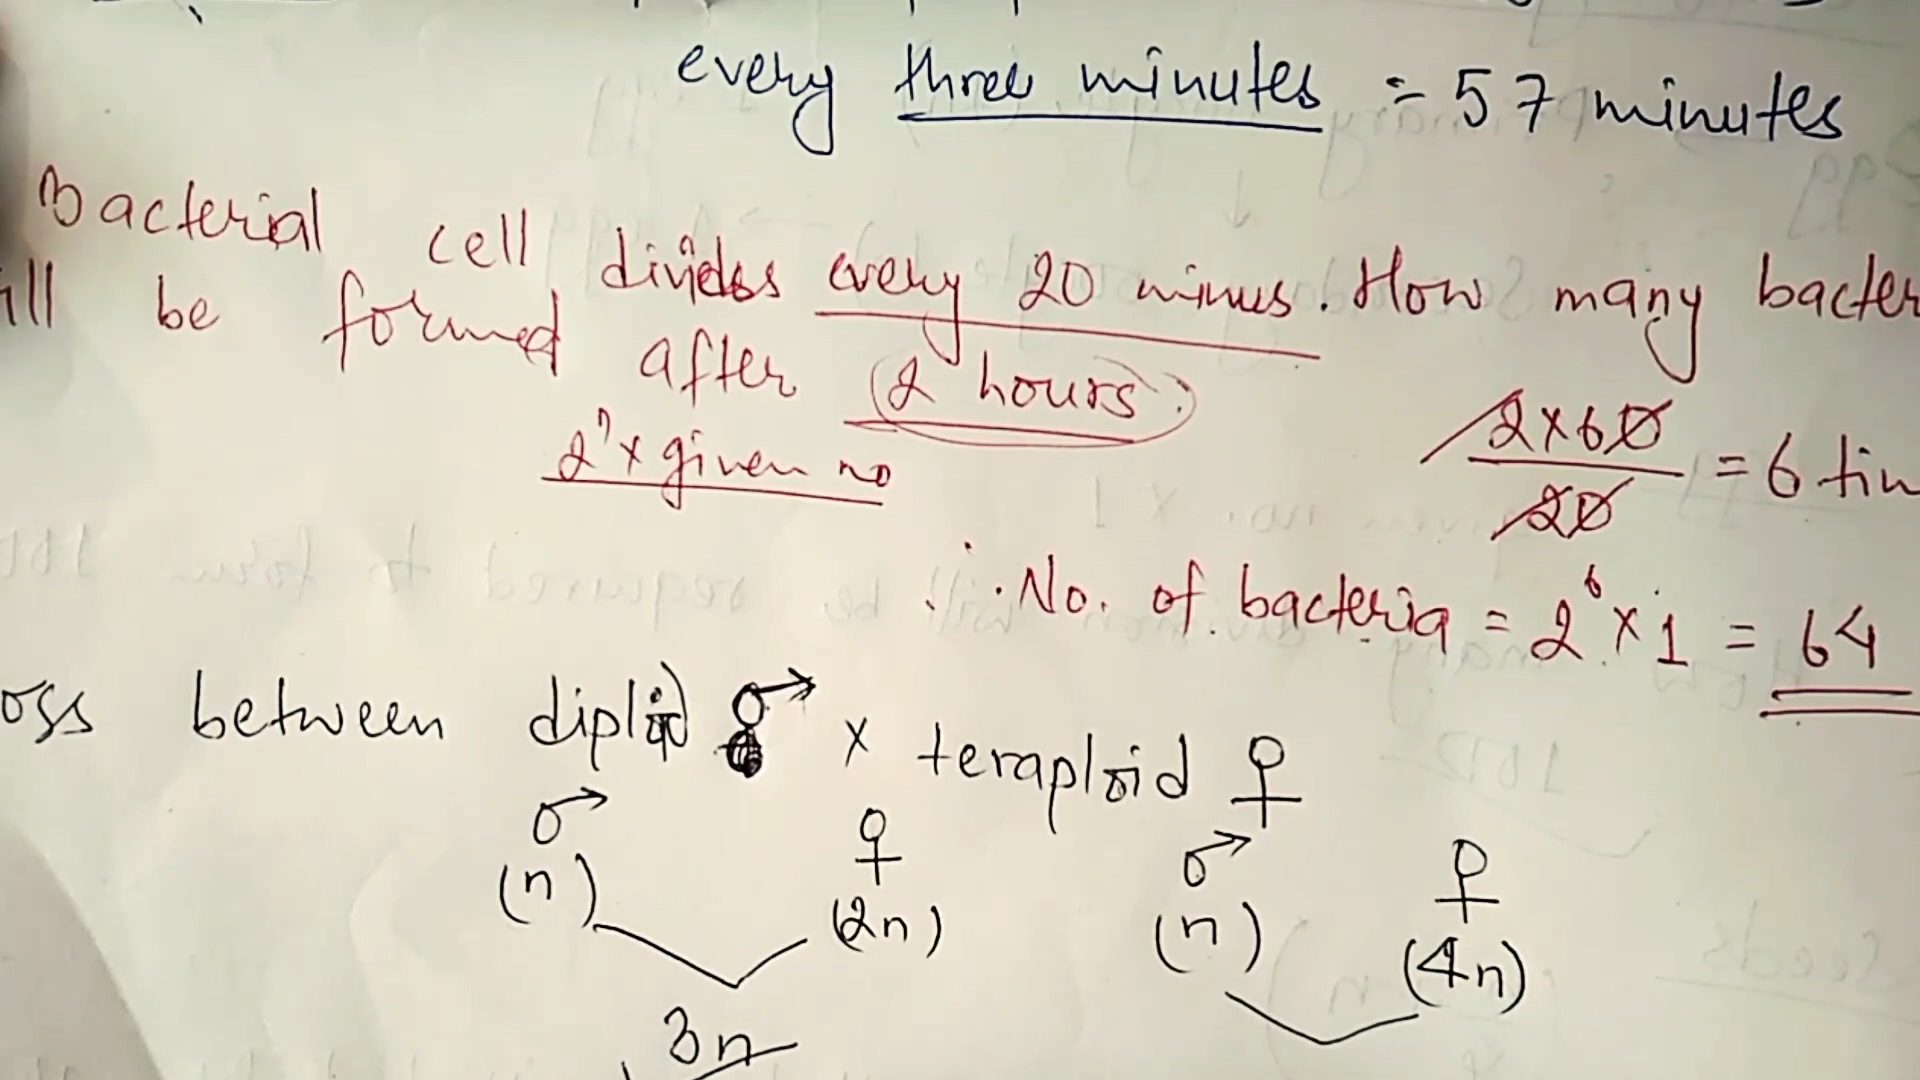 every three minutes = 57 minutes
Bacterial cell divides every 20 minus. How many bacter
ill be formed after (2 hours.)
2ⁿ x given no
2x60 / 20 = 6 tim
∴ No. of bacteria = 2⁶ x 1 = 64
oss between diploid ♂ x teraploid ♀
♂ ♀ ♂ ♀
(n) (2n) (n) (4n)
3n